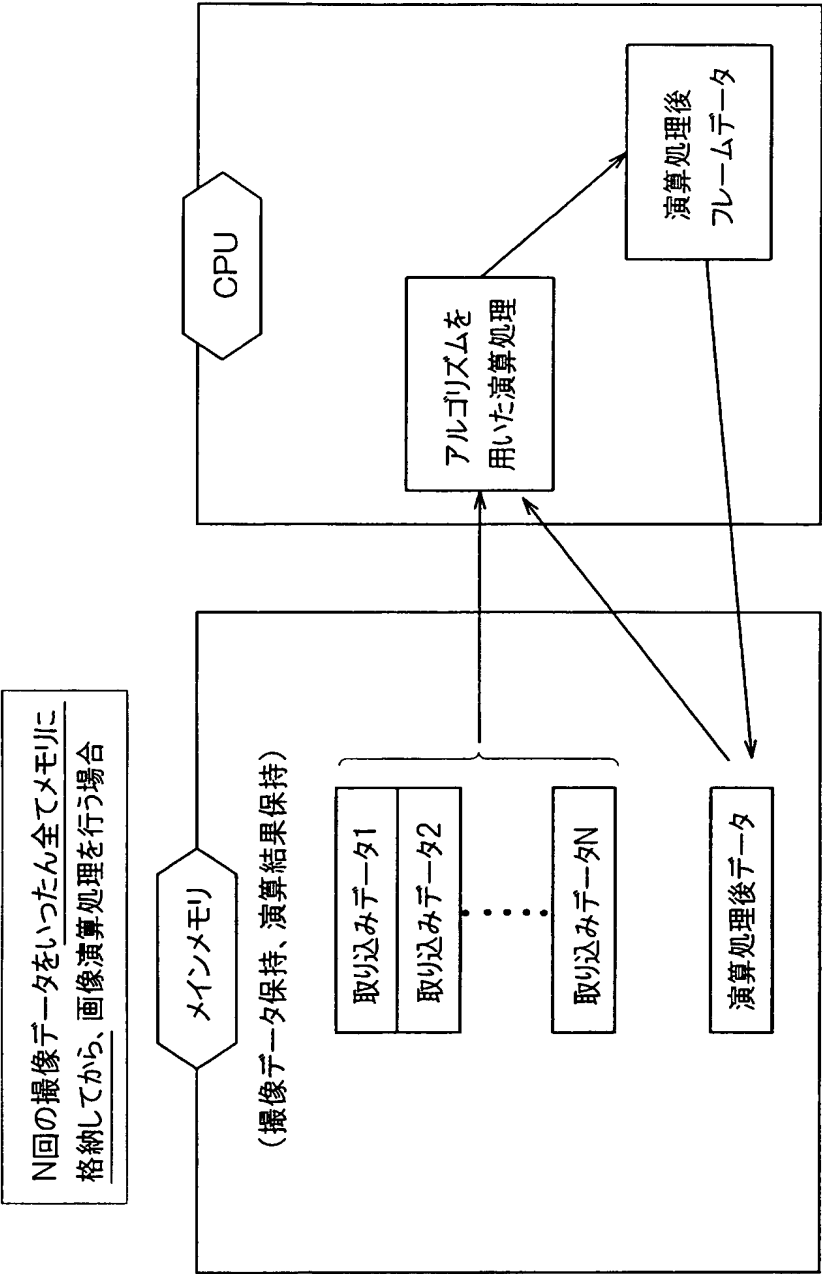 N回の撮像データをいったん全てメモリに
格納してから、画像演算処理を行う場合
メインメモリ
(撮像データ保持、演算結果保持)
取り込みデータ1
取り込みデータ2
取り込みデータN
演算処理後データ
CPU
アルゴリズムを
用いた演算処理
演算処理後
フレームデータ